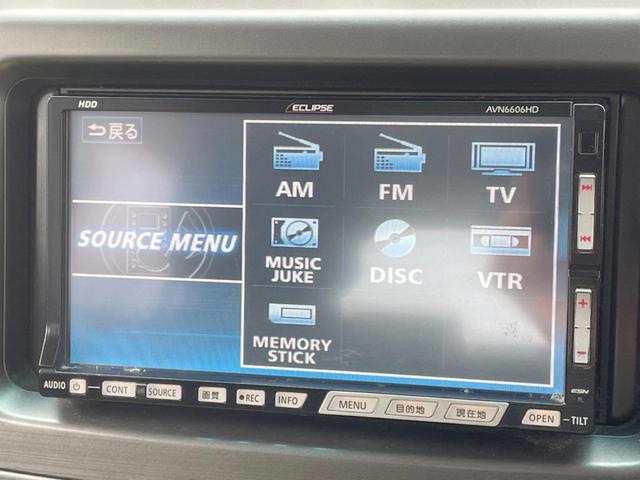 HDD
ECLIPSE
AVN6606HD
戻る
AM
FM
TV
SOURCE MENU
MUSIC
JUKE
DISC
VTR
MEMORY
STICK
AUDIO
CONT
SOURCE
画質
●REC
INFO
MENU
目的地
現在地
OPEN
TILT
ESN